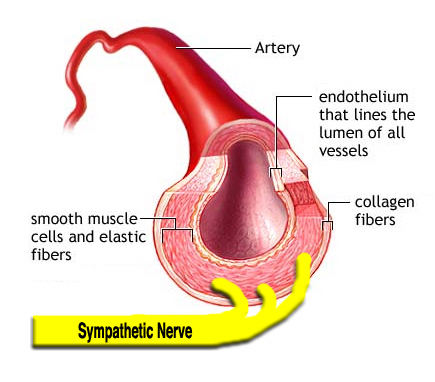 Artery
endothelium
that lines the
lumen of all
vessels
collagen
fibers
smooth muscle
cells and elastic
fibers
Sympathetic Nerve